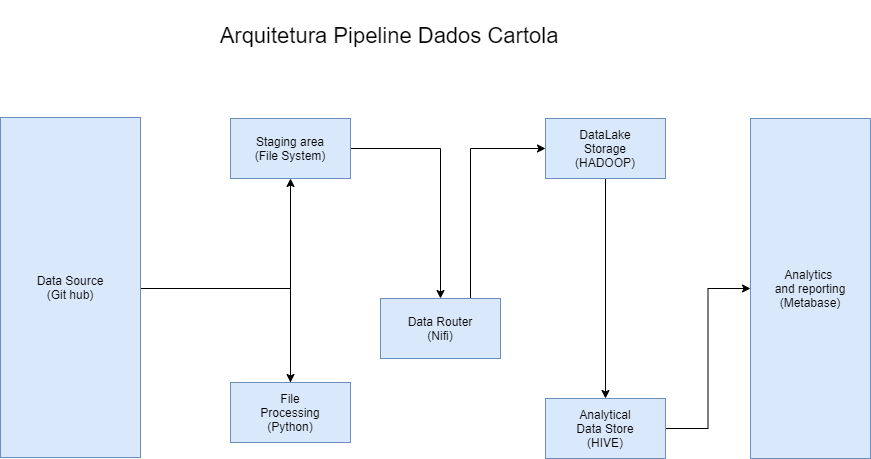 Arquitetura Pipeline Dados Cartola
Data Source
(Git hub)
Staging area
(File System)
File
Processing
(Python)
Data Router
(Nifi)
DataLake
Storage
(HADOOP)
Analytical
Data Store
(HIVE)
Analytics
and reporting
(Metabase)